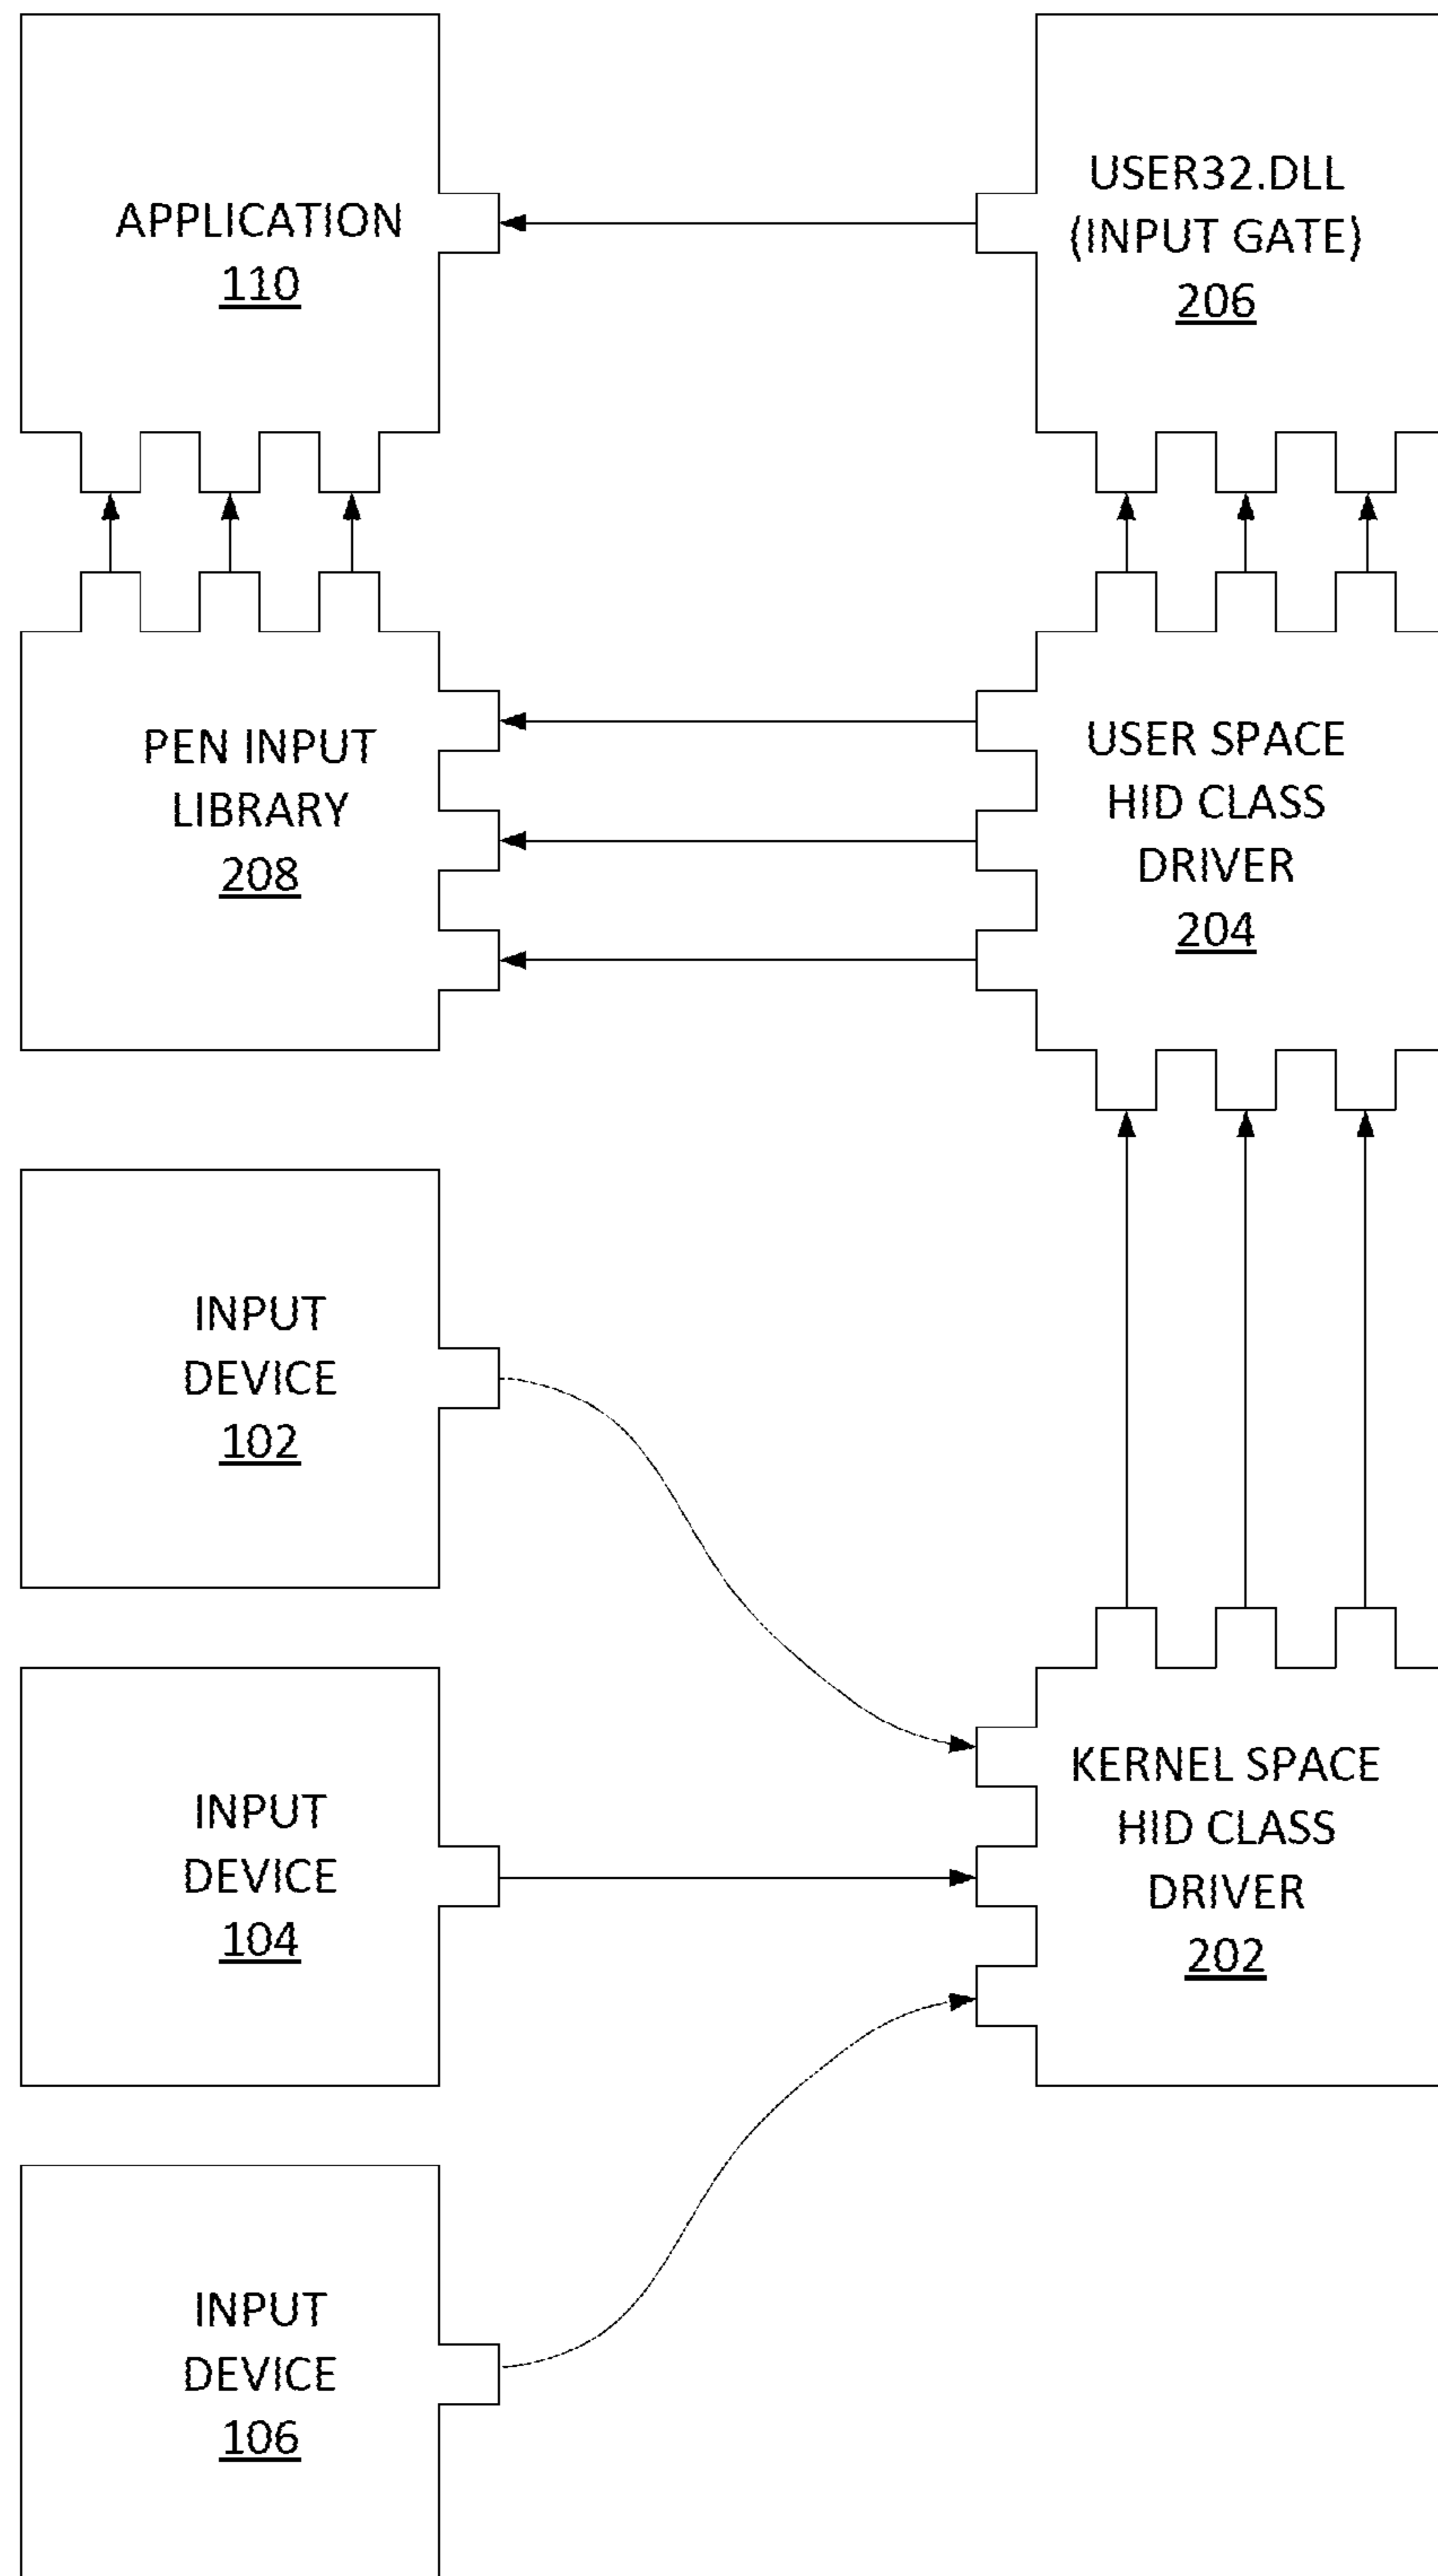 APPLICATION
110
USER32.DLL
(INPUT GATE)
206
PEN INPUT
LIBRARY
208
USER SPACE
HID CLASS
DRIVER
204
INPUT
DEVICE
102
INPUT
DEVICE
104
KERNEL SPACE
HID CLASS
DRIVER
202
INPUT
DEVICE
106